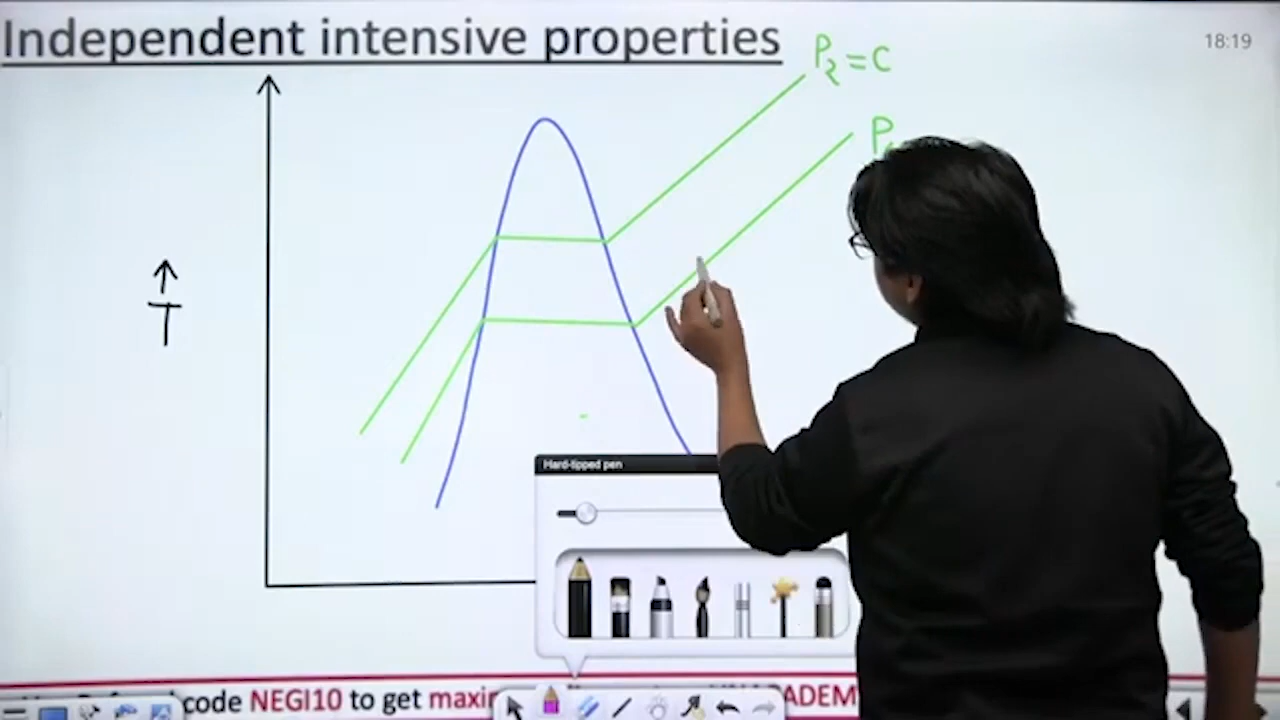 Independent intensive properties
18:19
P₂ = C
P
↑
T
Hard-tipped pen
code NEGI10 to get